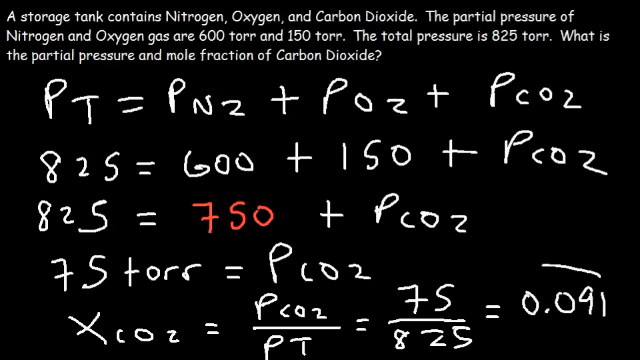 A storage tank contains Nitrogen, Oxygen, and Carbon Dioxide. The partial pressure of
Nitrogen and Oxygen gas are 600 torr and 150 torr. The total pressure is 825 torr. What is
the partial pressure and mole fraction of Carbon Dioxide?
PT = PN2 + PO2 + PCO2
825 = 600 + 150 + PCO2
825 = 750 + PCO2
75 torr = PCO2
XCO2 = PCO2/PT = 75/825 = 0.0̅9̅1̅